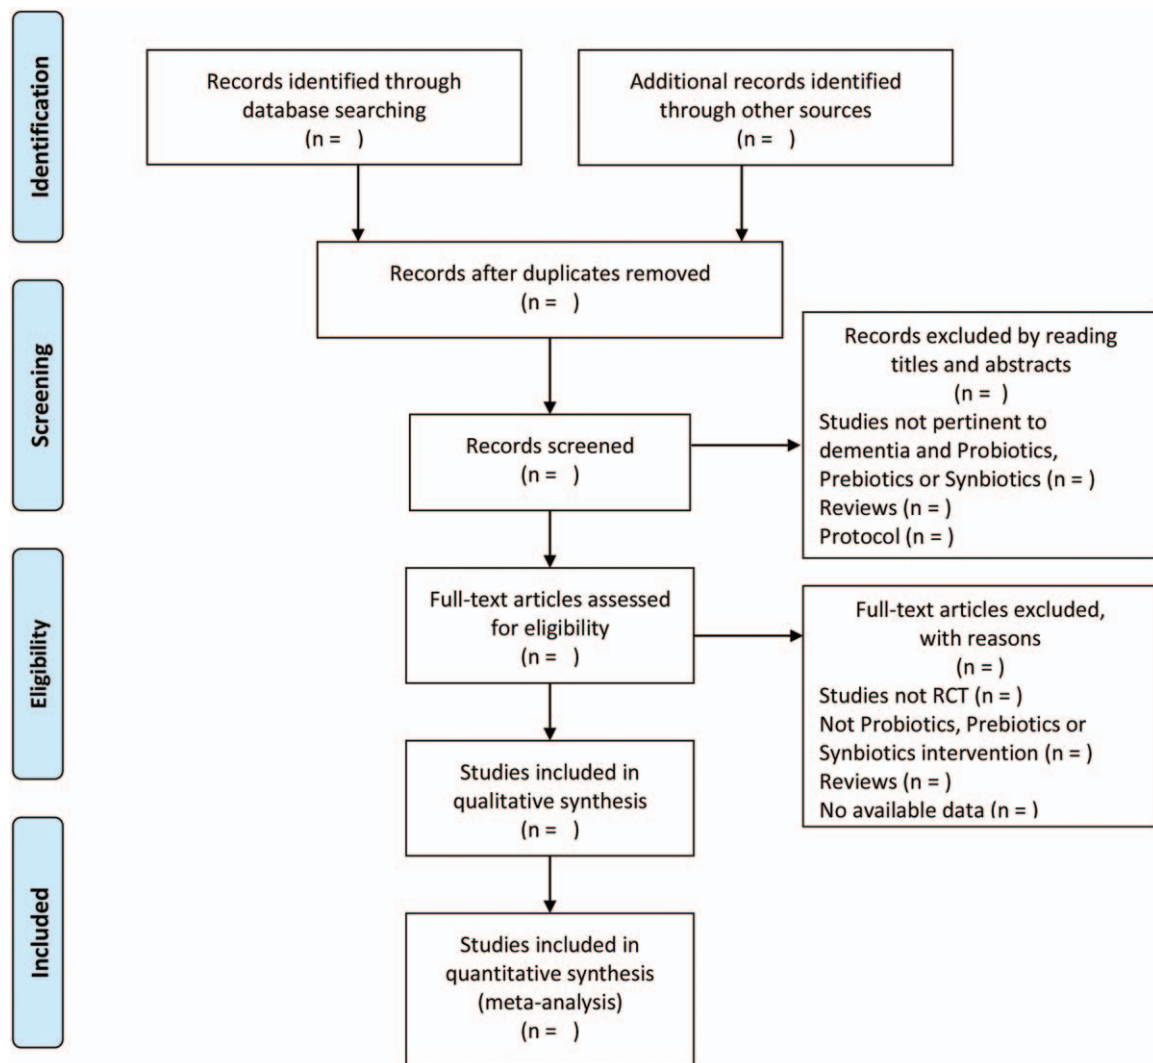 Identification
Records identified through
database searching
(n =   )
Additional records identified
through other sources
(n =   )
Records after duplicates removed
(n =   )
Screening
Records screened
(n =   )
Records excluded by reading
titles and abstracts
(n =  )
Studies not pertinent to
dementia and Probiotics,
Prebiotics or Synbiotics (n = )
Reviews (n = )
Protocol (n = )
Eligibility
Full-text articles assessed
for eligibility
(n =   )
Full-text articles excluded,
with reasons
(n = )
Studies not RCT (n = )
Not Probiotics, Prebiotics or
Synbiotics intervention (n = )
Reviews (n = )
No available data (n = )
Studies included in
qualitative synthesis
(n =   )
Included
Studies included in
quantitative synthesis
(meta-analysis)
(n =   )